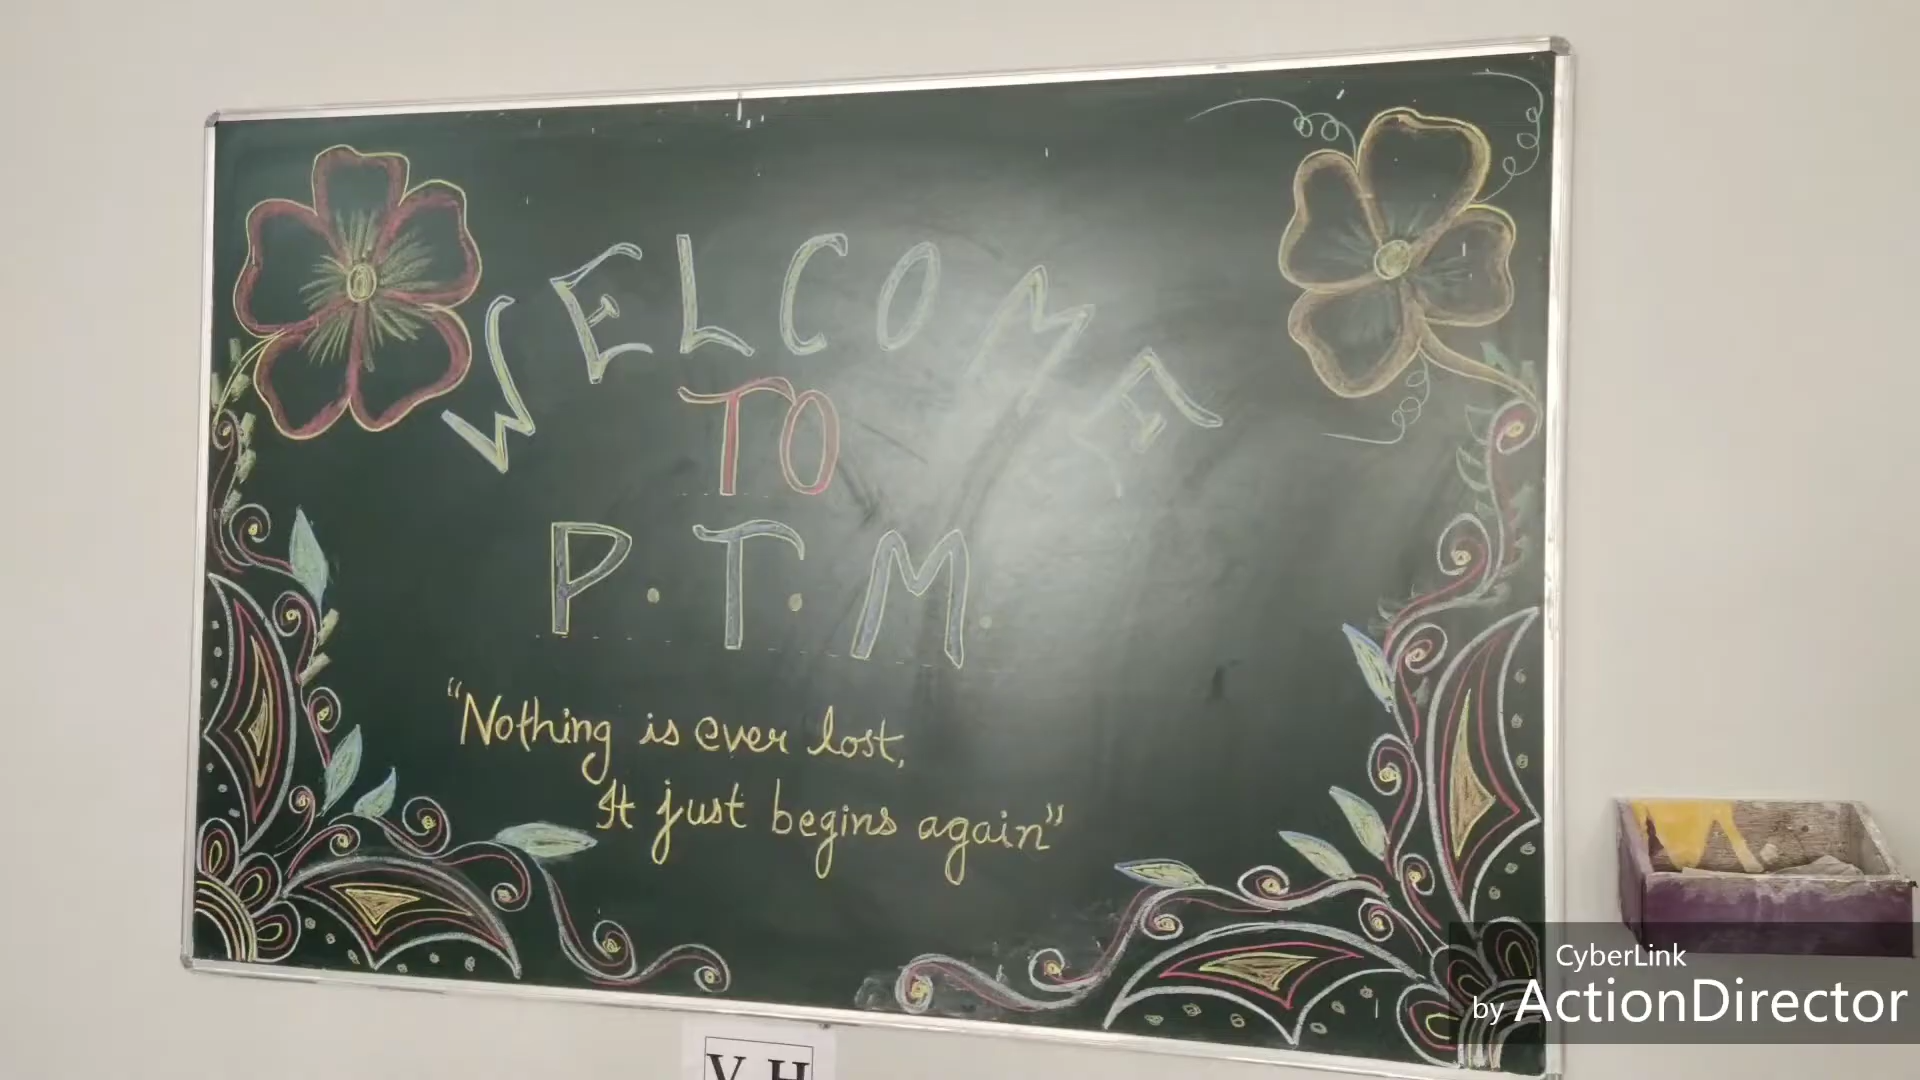 WELCOME
TO
P.T.M.
"Nothing is ever lost,
It just begins again"
CyberLink
by ActionDirector
V H